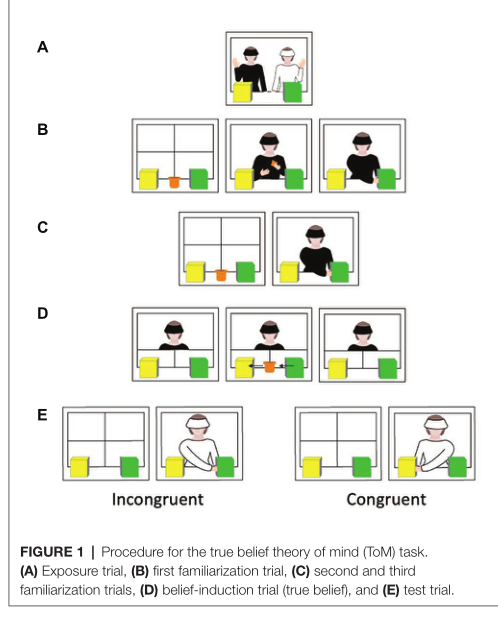 A
B
C
D
E
Incongruent
Congruent
FIGURE 1 | Procedure for the true belief theory of mind (ToM) task.
(A) Exposure trial, (B) first familiarization trial, (C) second and third
familiarization trials, (D) belief-induction trial (true belief), and (E) test trial.